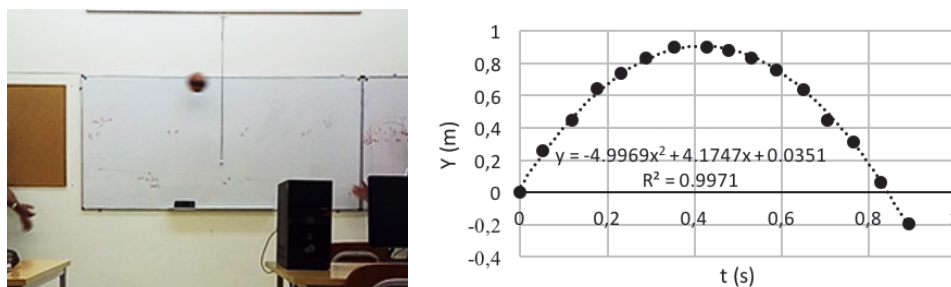 1
0,8
0,6
0,4
0,2
0
-0,2
-0,4
Y (m)
y = -4.9969x² + 4.1747x + 0.0351
R² = 0.9971
0 0,2 0,4 0,6 0,8 1
t (s)